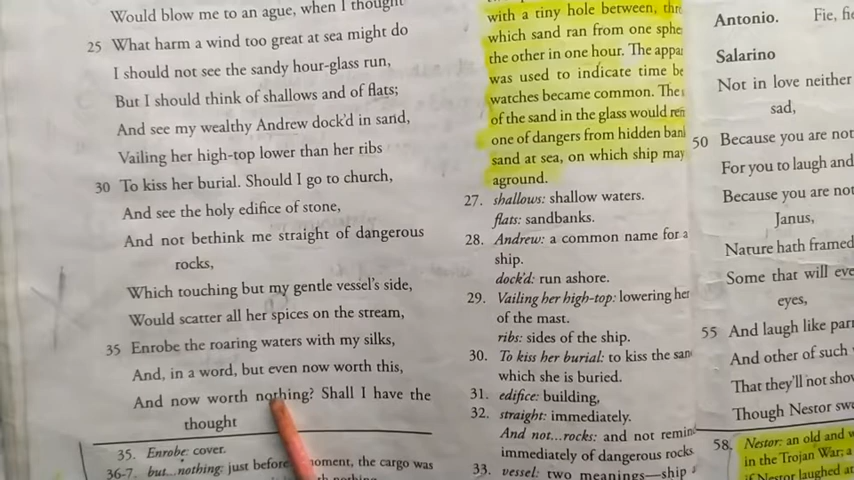 Would blow me to an ague, when I thought
25 What harm a wind too great at sea might do
I should not see the sandy hour-glass run,
But I should think of shallows and of flats;
And see my wealthy Andrew dock'd in sand,
Vailing her high-top lower than her ribs
30 To kiss her burial. Should I go to church,
And see the holy edifice of stone,
And not bethink me straight of dangerous
rocks,
Which touching but my gentle vessel's side,
Would scatter all her spices on the stream,
35 Enrobe the roaring waters with my silks,
And, in a word, but even now worth this,
And now worth nothing? Shall I have the
thought
35. Enrobe: cover.
36-7. but...nothing: just before moment, the cargo was
nothing
with a tiny hole between,
which sand ran from one
the other in one hour. The
was used to indicate time
watches became common. The
of the sand in the glass would
one of dangers from hidden
sand at sea, on which ship may
aground.
27. shallows: shallow waters.
flats: sandbanks.
28. Andrew: a common name for a
ship.
dock'd: run ashore.
29. Vailing her high-top: lowering her
of the mast.
ribs: sides of the ship.
30. To kiss her burial: to kiss the
which she is buried.
31. edifice: building,
32. straight: immediately.
And not...rocks: and not
immediately of dangerous rocks
33. vessel: two meanings—ship
Antonio. Fie,
Salarino
Not in love neither
sad,
50 Because you are not
For you to laugh and
Because you are not
Janus,
Nature hath framed
Some that will
eyes,
55 And laugh like
And other of such
That they'll not
Though Nestor
58. Nestor: an old and
in the Trojan War; a
if Nestor laughed at